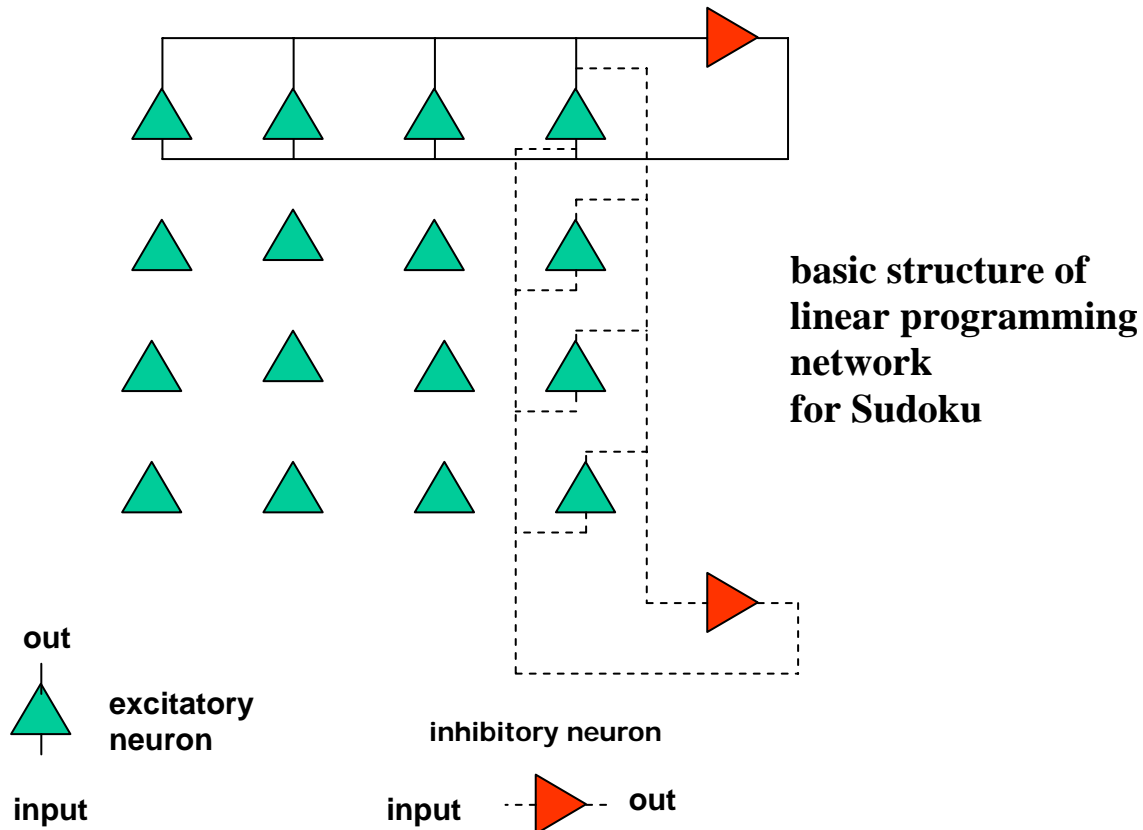 basic structure of
linear programming
network
for Sudoku
out
excitatory
neuron
input
inhibitory neuron
input
out